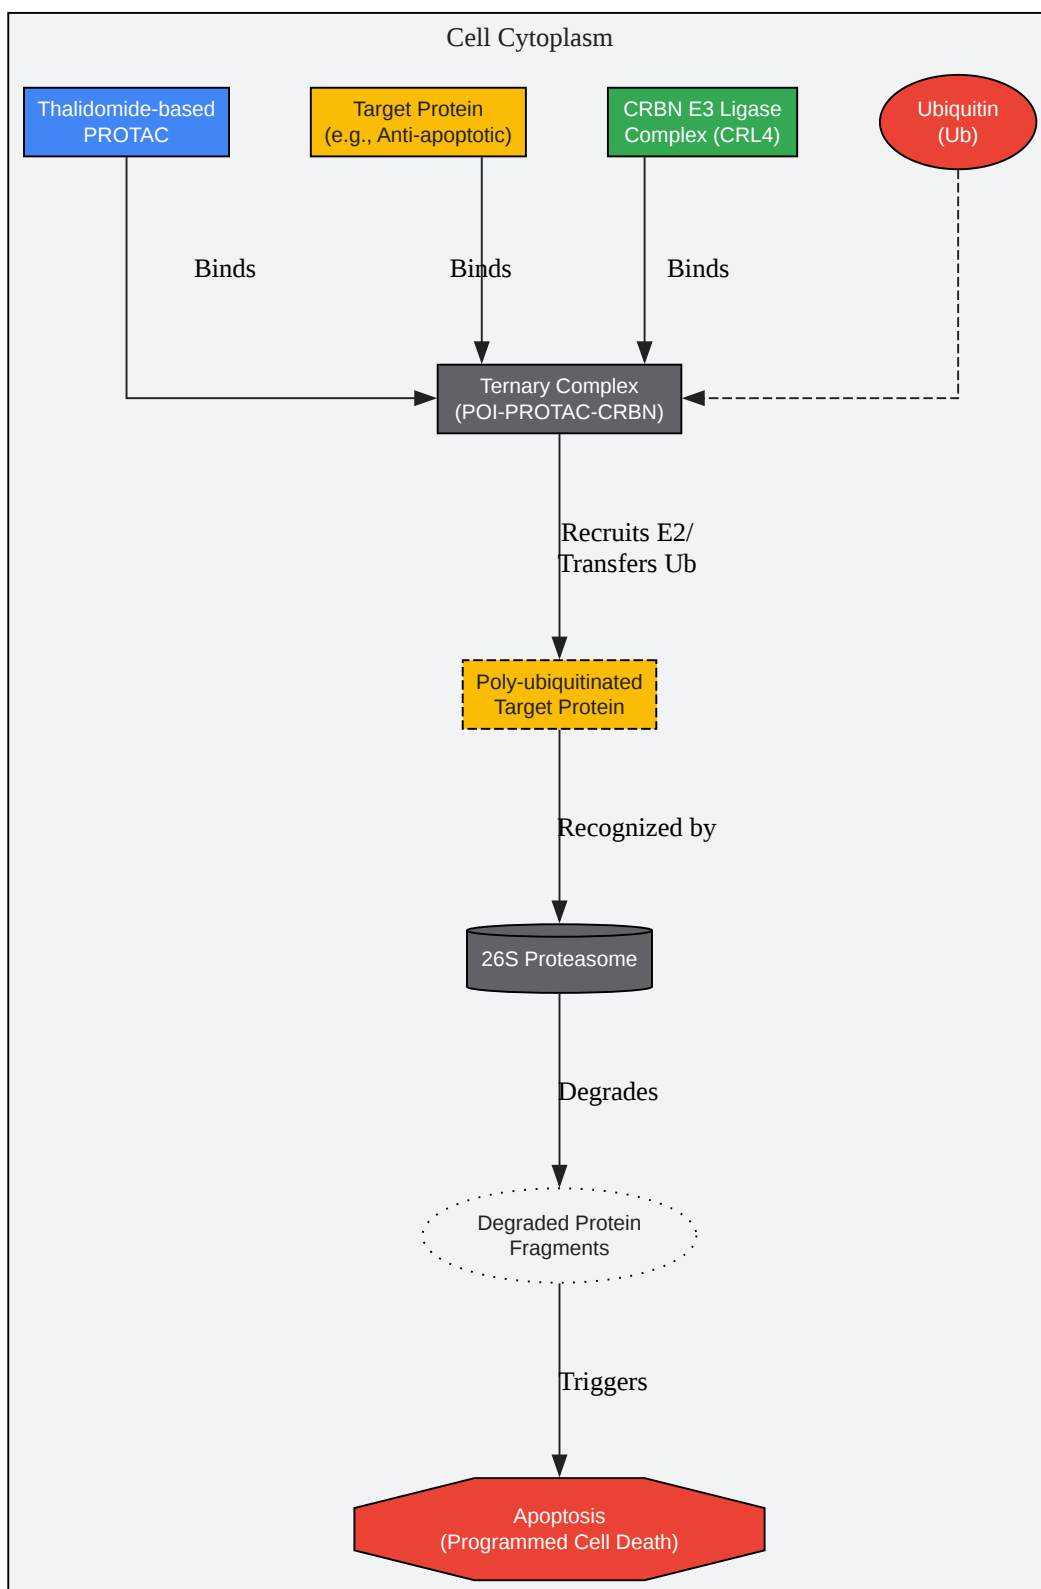 Cell Cytoplasm
Thalidomide-based
PROTAC
Target Protein
(e.g., Anti-apoptotic)
CRBN E3 Ligase
Complex (CRL4)
Ubiquitin
(Ub)
Binds
Binds
Binds
Ternary Complex
(POI-PROTAC-CRBN)
Recruits E2/
Transfers Ub
Poly-ubiquitinated
Target Protein
Recognized by
26S Proteasome
Degrades
Degraded Protein
Fragments
Triggers
Apoptosis
(Programmed Cell Death)